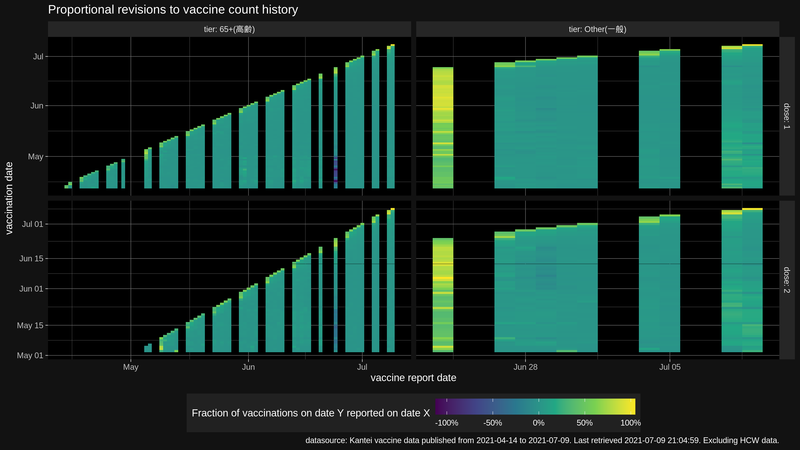 Proportional revisions to vaccine count history
tier: 65+(高齢)
tier: Other(一般)
Jul
Jun
May
dose: 1
vaccination date
Jul 01
Jun 15
Jun 01
May 15
May 01
dose: 2
May
Jun
Jul
Jun 28
Jul 05
vaccine report date
Fraction of vaccinations on date Y reported on date X
-100%
-50%
0%
50%
100%
datasource: Kantei vaccine data published from 2021-04-14 to 2021-07-09. Last retrieved 2021-07-09 21:04:59. Excluding HCW data.